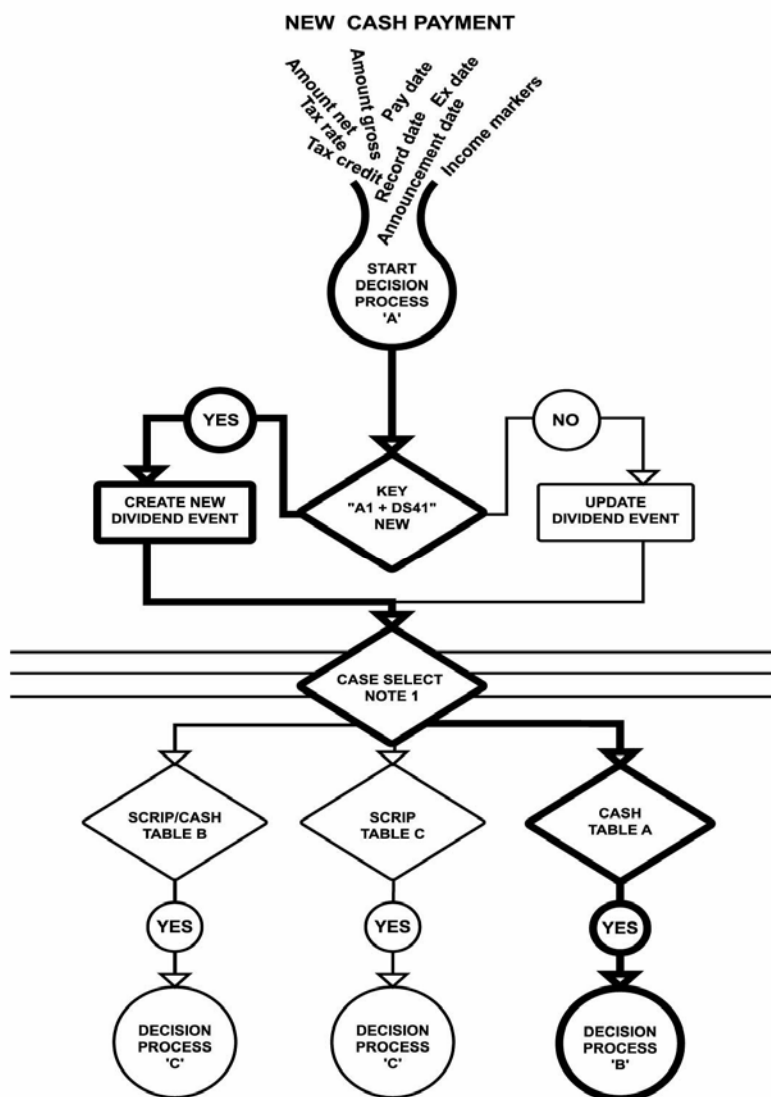 NEW CASH PAYMENT
Amount net
Tax rate
Tax credit
Amount gross
Pay date
Record date
Ex date
Announcement date
Income markers
START
DECISION
PROCESS
'A'
YES
NO
KEY
"A1 + DS41"
NEW
CREATE NEW
DIVIDEND EVENT
UPDATE
DIVIDEND EVENT
CASE SELECT
NOTE 1
SCRIP/CASH
TABLE B
SCRIP
TABLE C
CASH
TABLE A
YES
YES
YES
DECISION
PROCESS
'C'
DECISION
PROCESS
'C'
DECISION
PROCESS
'B'